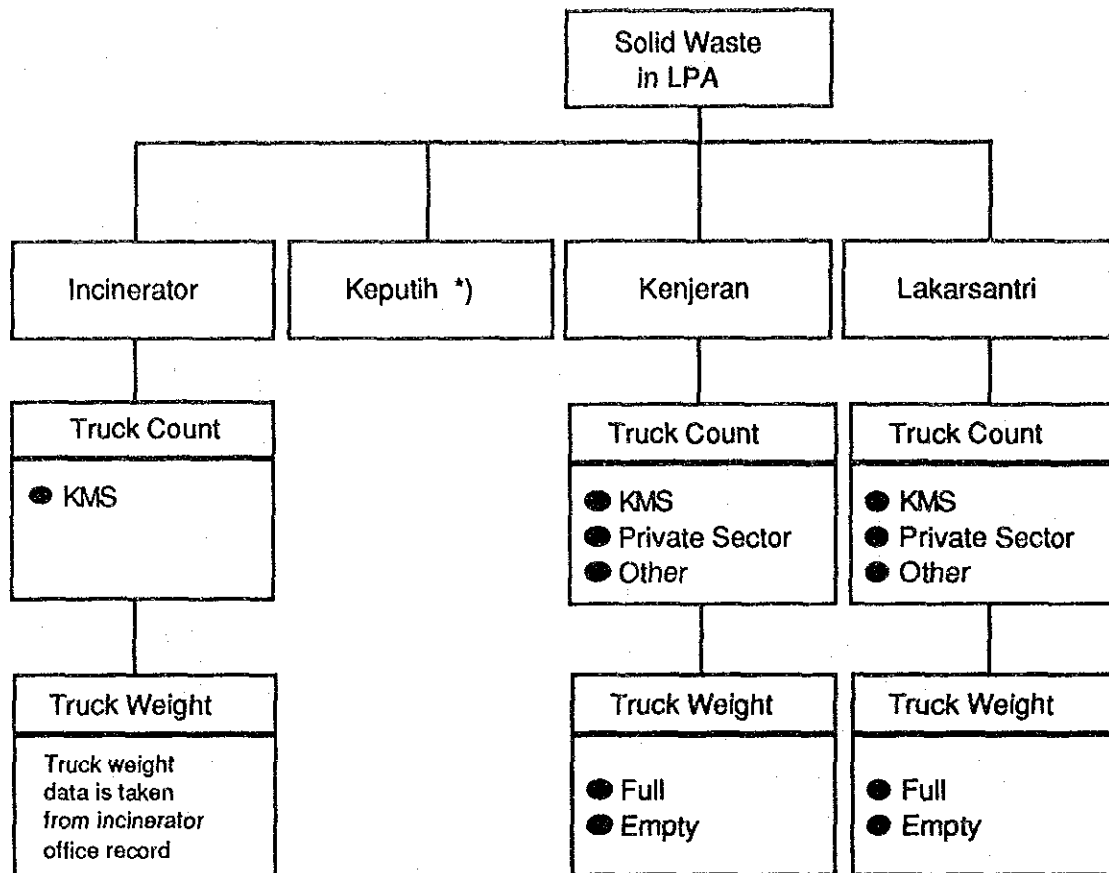 Solid Waste
in LPA
Incinerator
Keputih *)
Kenjeran
Lakarsantri
Truck Count
● KMS
Truck Count
● KMS
● Private Sector
● Other
Truck Count
● KMS
● Private Sector
● Other
Truck Weight
Truck weight
data is taken
from incinerator
office record
Truck Weight
● Full
● Empty
Truck Weight
● Full
● Empty